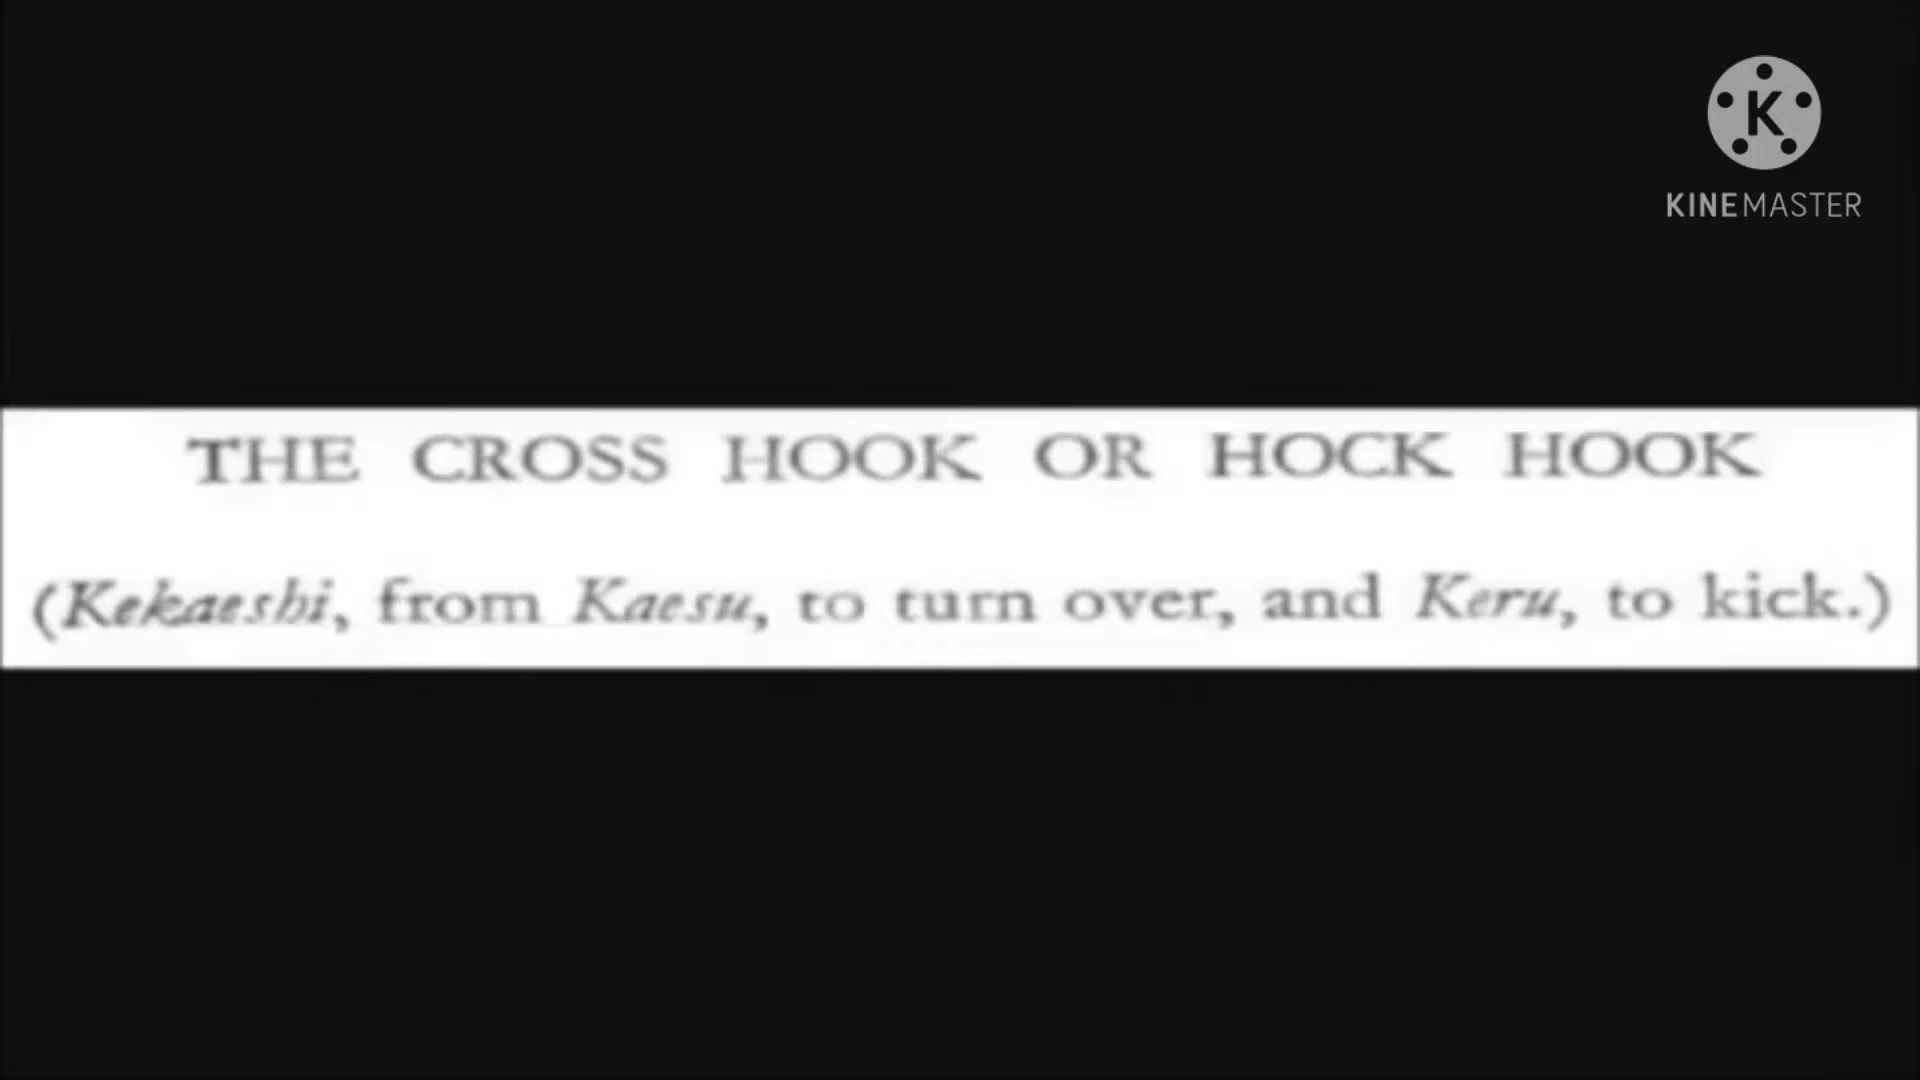 K
KINEMASTER
THE CROSS HOOK OR HOCK HOOK
(Kekaeshi, from Kaesu, to turn over, and Keru, to kick.)